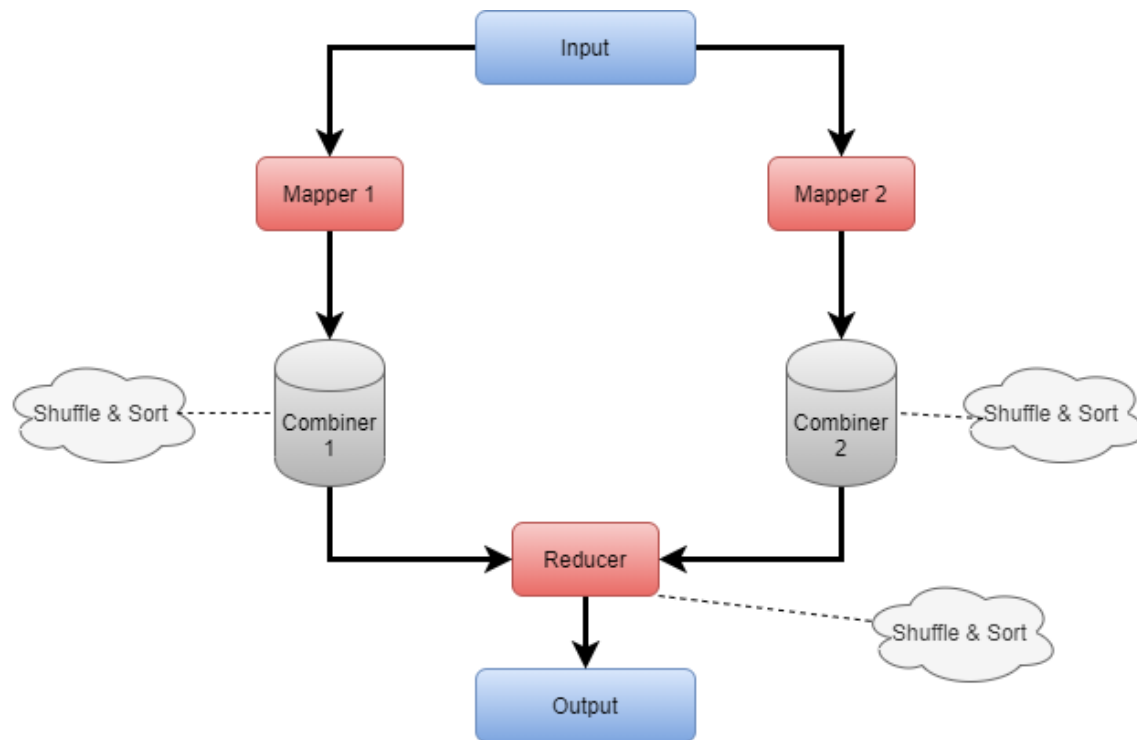 Input
Mapper 1
Mapper 2
Shuffle & Sort
Combiner
1
Combiner
2
Shuffle & Sort
Reducer
Shuffle & Sort
Output